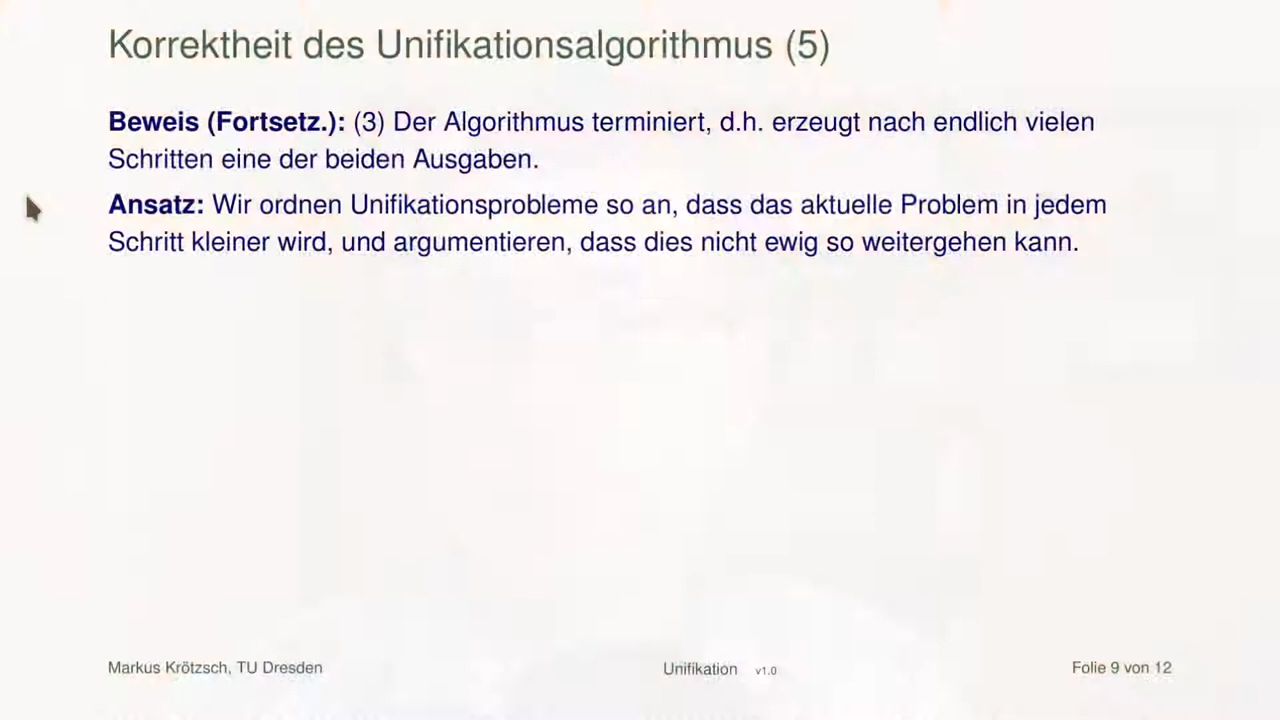 Korrektheit des Unifikationsalgorithmus (5)
Beweis (Fortsetz.): (3) Der Algorithmus terminiert, d.h. erzeugt nach endlich vielen
Schritten eine der beiden Ausgaben.
Ansatz: Wir ordnen Unifikationsprobleme so an, dass das aktuelle Problem in jedem
Schritt kleiner wird, und argumentieren, dass dies nicht ewig so weitergehen kann.
Markus Krötzsch, TU Dresden
Unifikation v1.0
Folie 9 von 12